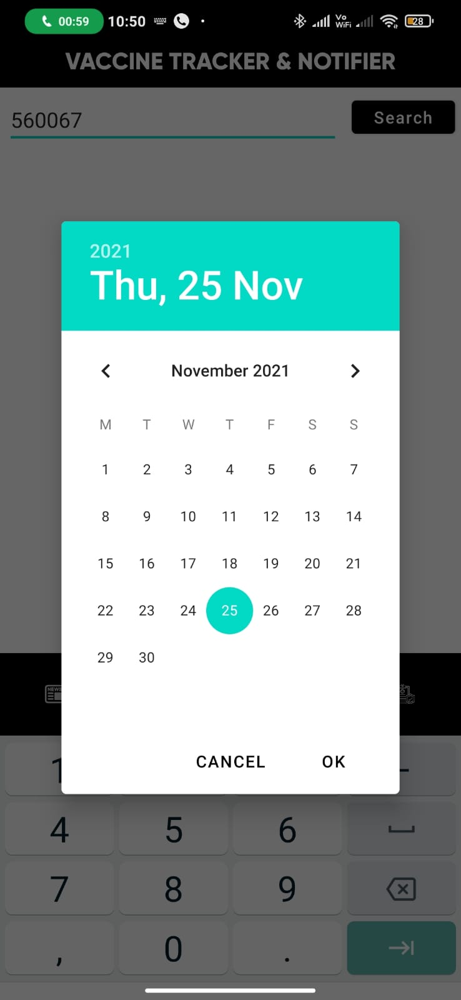 00:59 10:50 Vo WiFi 28
VACCINE TRACKER & NOTIFIER
560067 Search
2021
Thu, 25 Nov
November 2021
M T W T F S S
1 2 3 4 5 6 7
8 9 10 11 12 13 14
15 16 17 18 19 20 21
22 23 24 25 26 27 28
29 30
NEWS
CANCEL OK
1 –
4 5 6
7 8 9
, 0 .